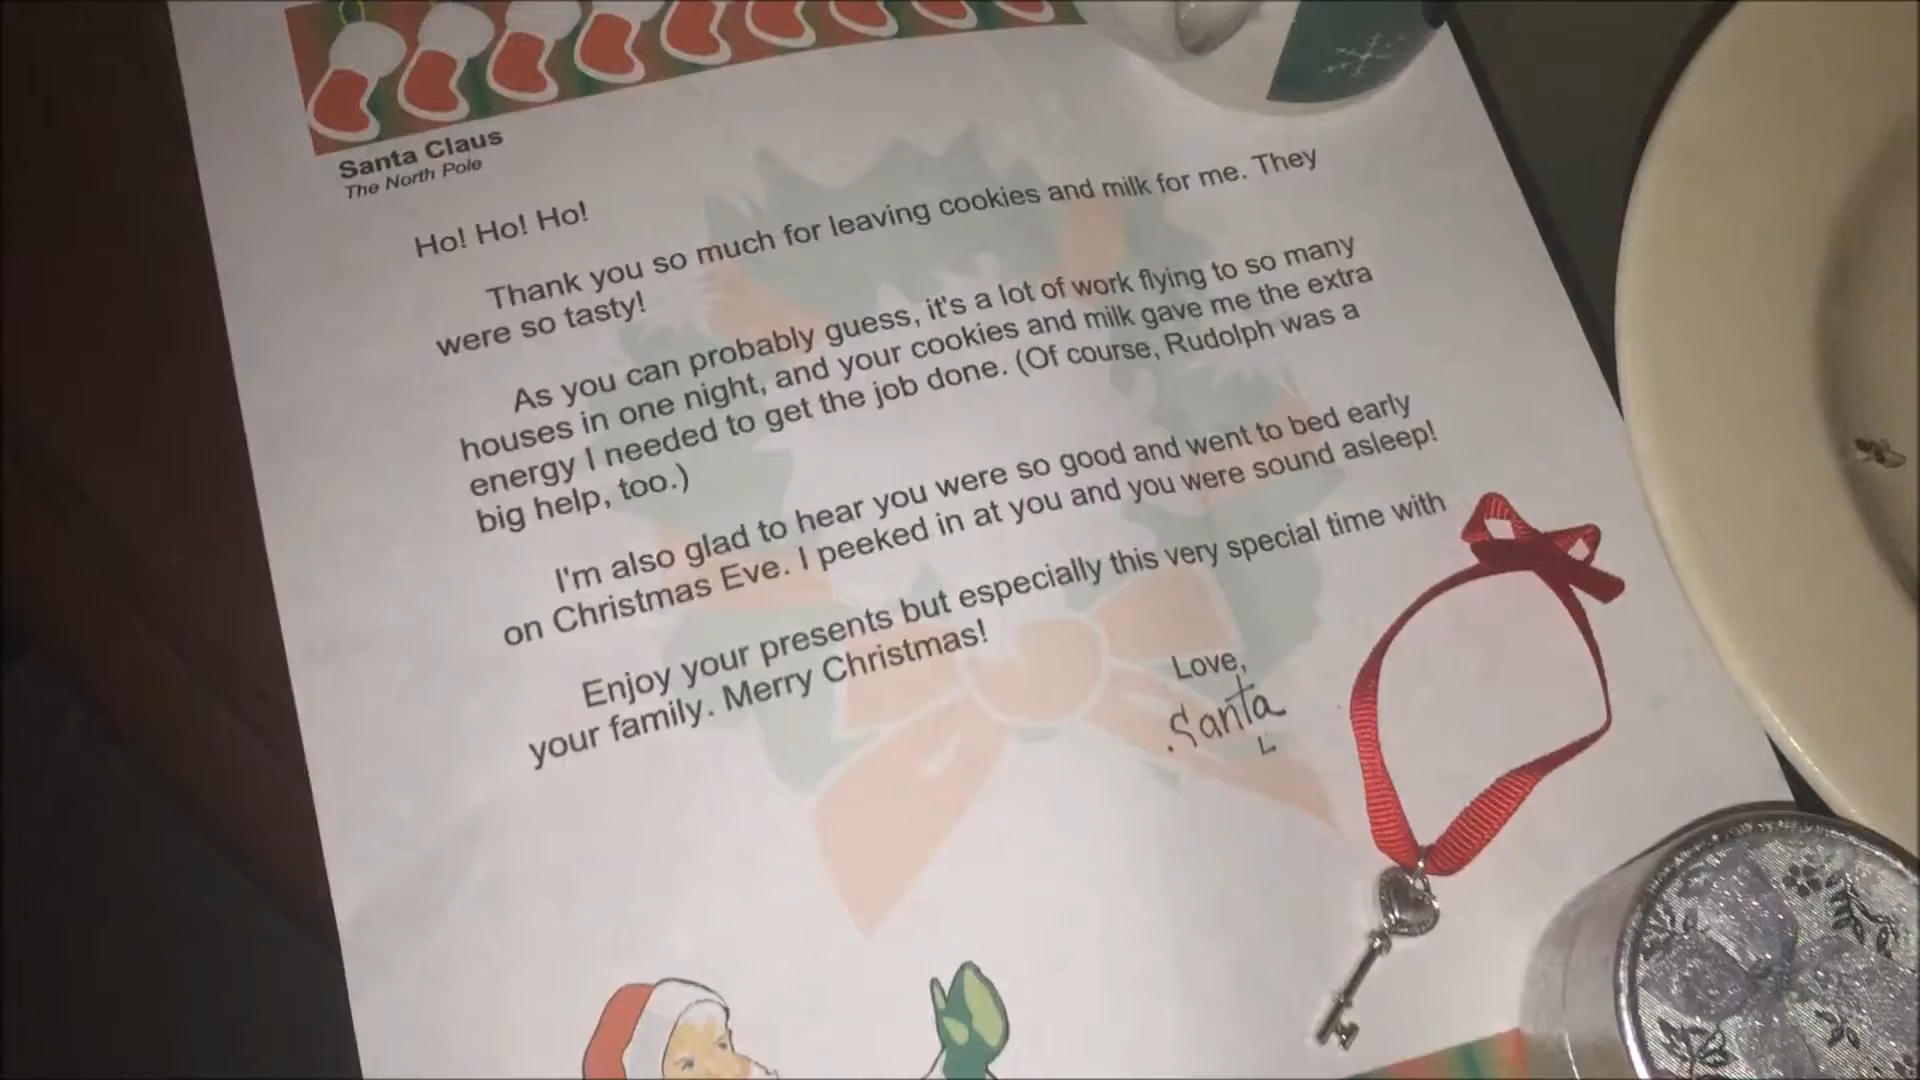 Santa Claus
The North Pole
Ho! Ho! Ho!
Thank you so much for leaving cookies and milk for me. They
were so tasty!
As you can probably guess, it's a lot of work flying to so many
houses in one night, and your cookies and milk gave me the extra
energy I needed to get the job done. (Of course, Rudolph was a
big help, too.)
I'm also glad to hear you were so good and went to bed early
on Christmas Eve. I peeked in at you and you were sound asleep!
Enjoy your presents but especially this very special time with
your family. Merry Christmas!
Love,
Santa